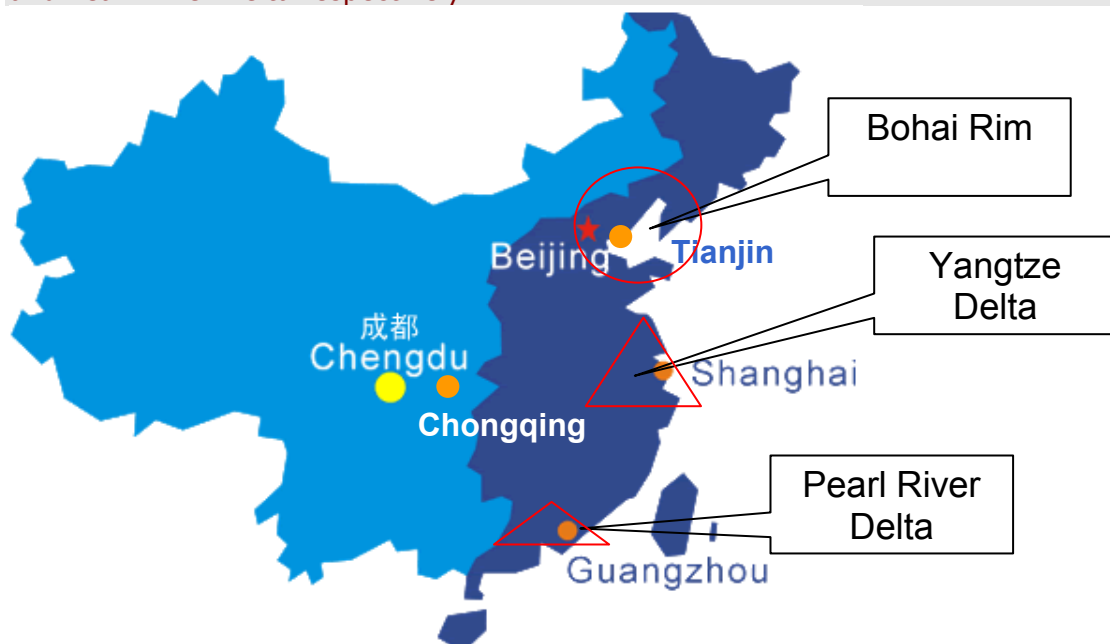 Bohai Rim
Beijing
Tianjin
Yangtze
Delta
成都
Chengdu
Shanghai
Chongqing
Pearl River
Delta
Guangzhou